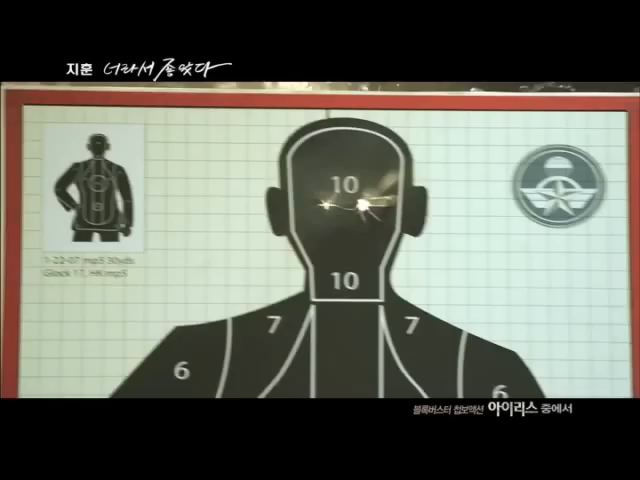 지훈 너라서 좋았다
10
1-22-07 mp5 30yds
Glock 17, HK mp5
10
7 7
6 6
블록버스터 첩보액션 아이리스 중에서